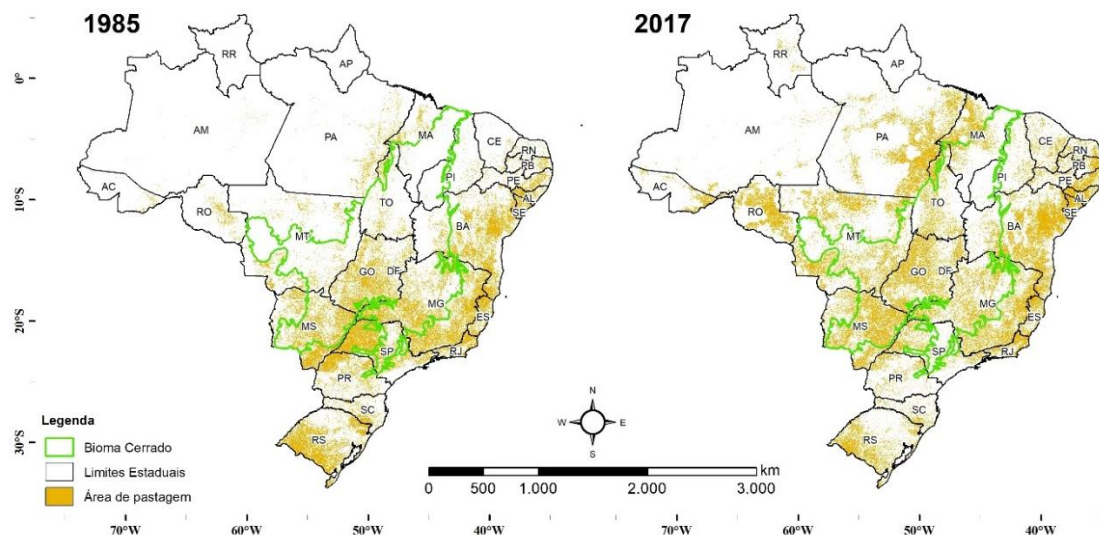 1985
2017
RR
AP
AM
PA
MA
CE
RN
PB
PE
AL
SE
PI
AC
RO
TO
BA
MT
GO
DF
MG
ES
MS
SP
RJ
PR
SC
RS
RR
AP
AM
PA
MA
CE
RN
PB
PE
AL
SE
PI
AC
RO
TO
BA
MT
GO
DF
MG
ES
MS
SP
RJ
PR
SC
RS
0°
10°S
20°S
30°S
Legenda
Bioma Cerrado
Limites Estaduais
Área de pastagem
N
W E
S
km
0 500 1.000 2.000 3.000
70°W 60°W 50°W 40°W 70°W 60°W 50°W 40°W